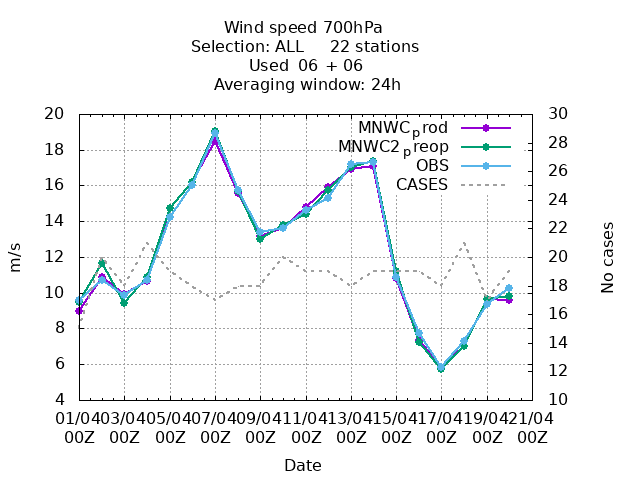 Wind speed 700hPa
Selection: ALL 22 stations
Used 06 + 06
Averaging window: 24h
MNWCprod
MNWC2preop
OBS
CASES
m/s
20
18
16
14
12
10
8
6
4
No cases
30
28
26
24
22
20
18
16
14
12
10
01/04 03/04 05/04 07/04 09/04 11/04 13/04 15/04 17/04 19/04 21/04
00Z 00Z 00Z 00Z 00Z 00Z 00Z 00Z 00Z 00Z 00Z
Date